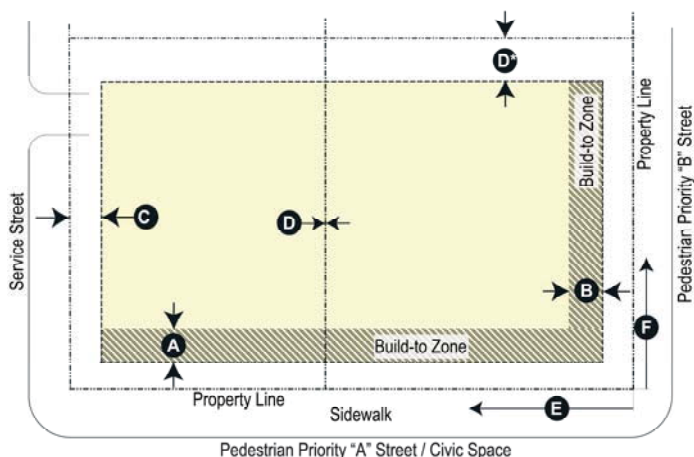 D*
Build-to Zone
Property Line
Pedestrian Priority "B" Street
Service Street
C
D
B
F
A
Build-to Zone
Property Line
Sidewalk
E
Pedestrian Priority "A" Street / Civic Space